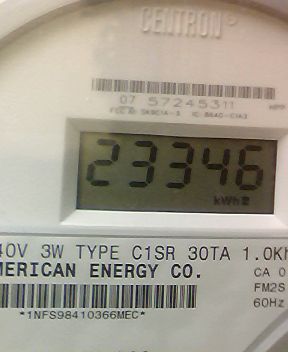 CENTRON®
07 57245311
23346
kWh
40V 3W TYPE C1SR 30TA 1.0Kh
MERICAN ENERGY CO.
CA 0
FM2S
60Hz
*1NFS98410366MEC*